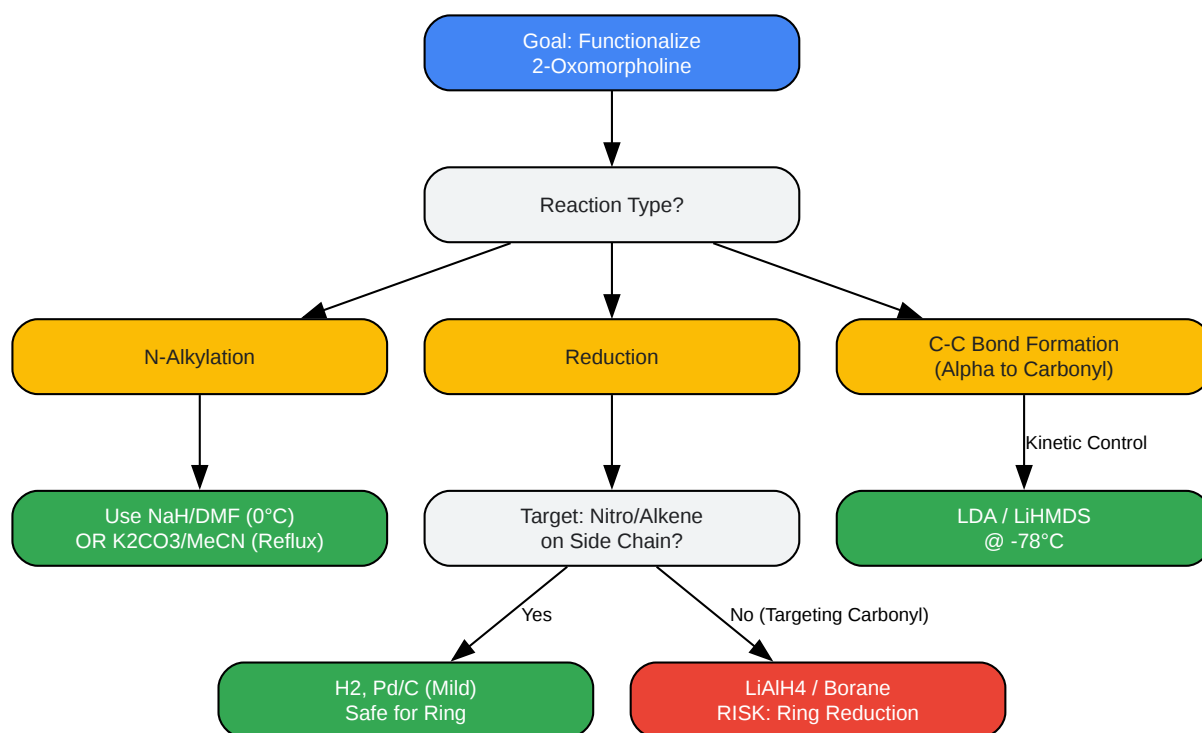 Goal: Functionalize
2-Oxomorpholine
Reaction Type?
N-Alkylation
Reduction
C-C Bond Formation
(Alpha to Carbonyl)
Kinetic Control
Use NaH/DMF (0°C)
OR K2CO3/MeCN (Reflux)
Target: Nitro/Alkene
on Side Chain?
LDA / LiHMDS
@ -78°C
Yes
No (Targeting Carbonyl)
H2, Pd/C (Mild)
Safe for Ring
LiAlH4 / Borane
RISK: Ring Reduction